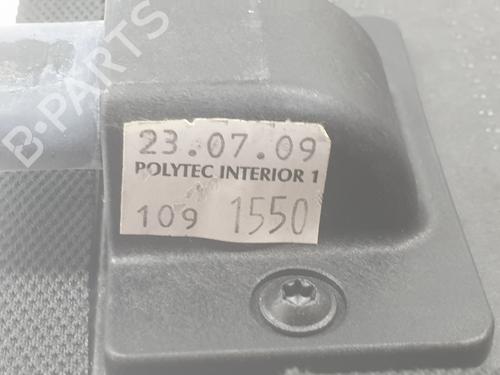 B-PARTS
23.07.09
POLYTEC INTERIOR 1
109 1550